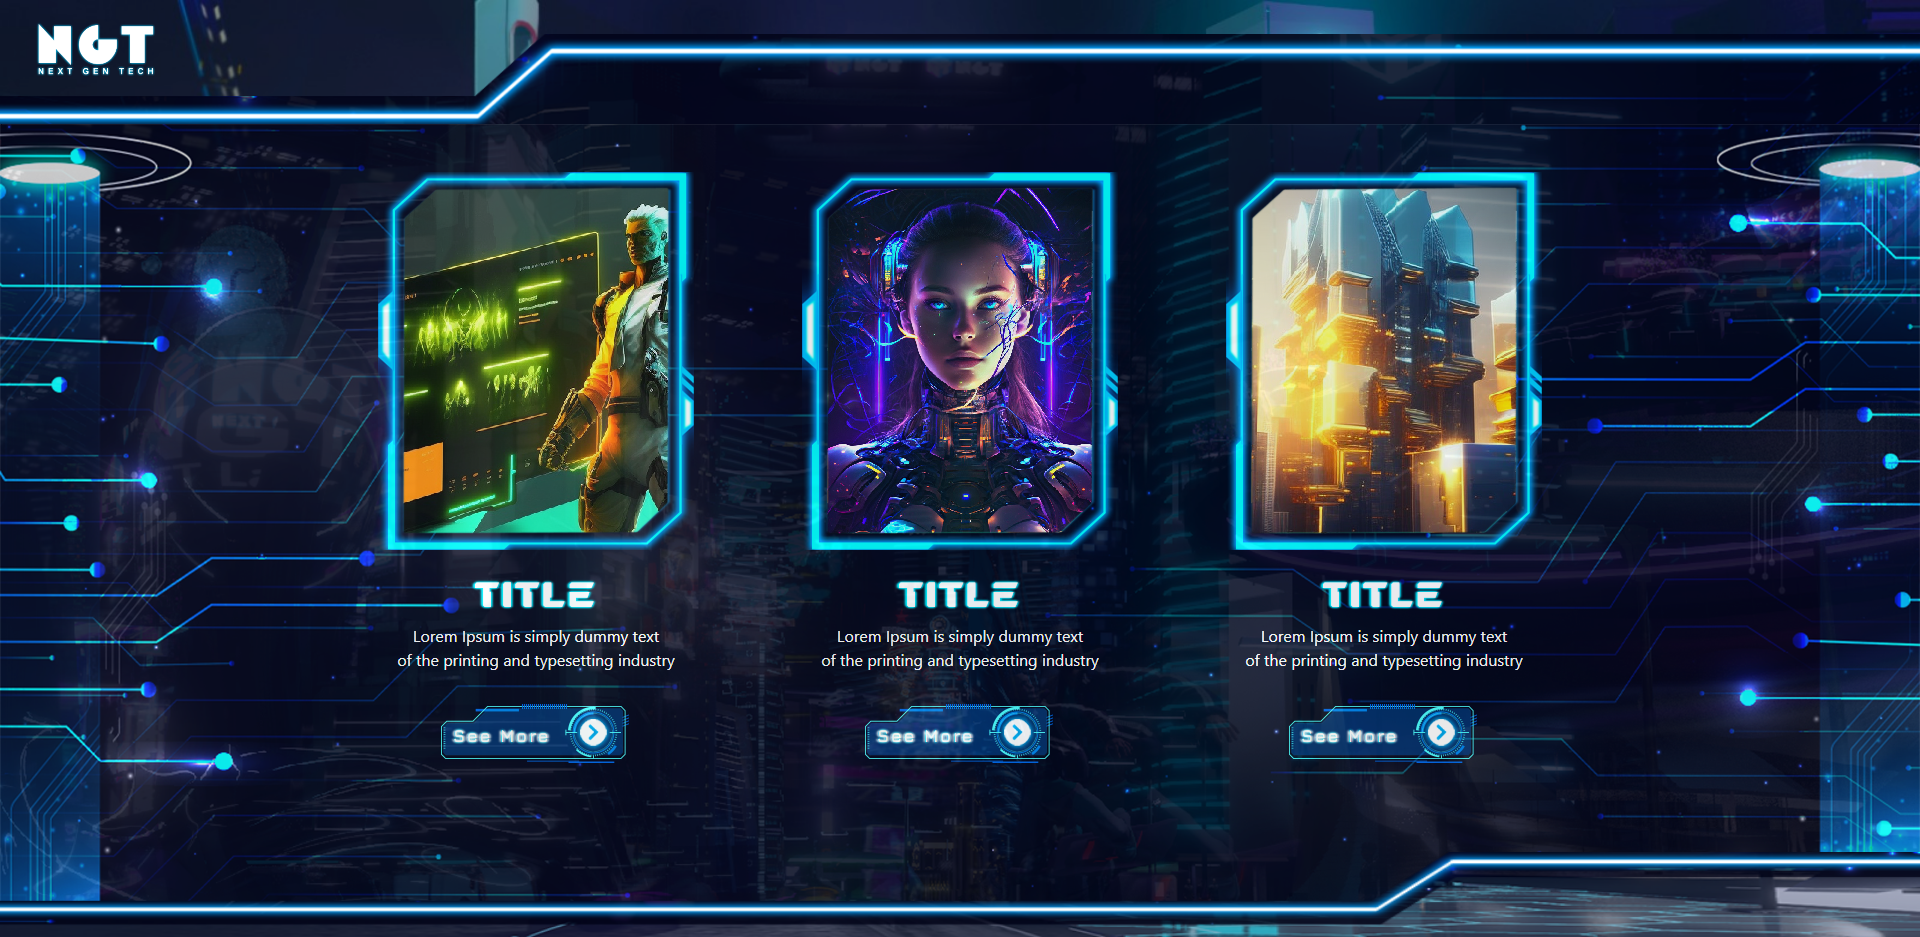 NGT
NEXT GEN TECH
TITLE
Lorem Ipsum is simply dummy text
of the printing and typesetting industry
See More
TITLE
Lorem Ipsum is simply dummy text
of the printing and typesetting industry
See More
TITLE
Lorem Ipsum is simply dummy text
of the printing and typesetting industry
See More